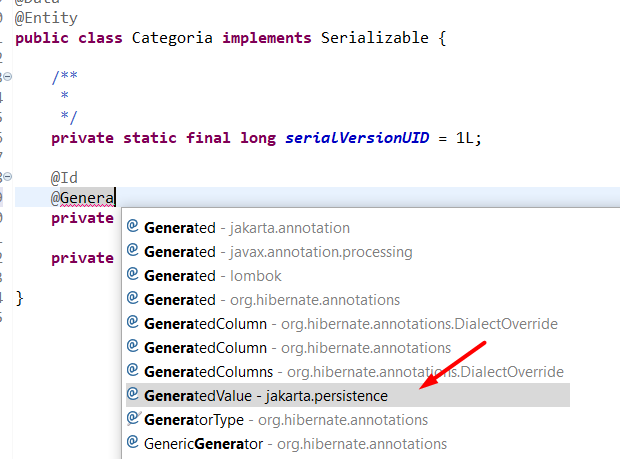 @Data
@Entity
public class Categoria implements Serializable {
/**
*
*/
private static final long serialVersionUID = 1L;
@Id
@Genera
private
private
}
Generated - jakarta.annotation
Generated - javax.annotation.processing
Generated - lombok
Generated - org.hibernate.annotations
GeneratedColumn - org.hibernate.annotations.DialectOverride
GeneratedColumn - org.hibernate.annotations
GeneratedColumns - org.hibernate.annotations.DialectOverride
GeneratedValue - jakarta.persistence
GeneratorType - org.hibernate.annotations
GenericGenerator - org.hibernate.annotations